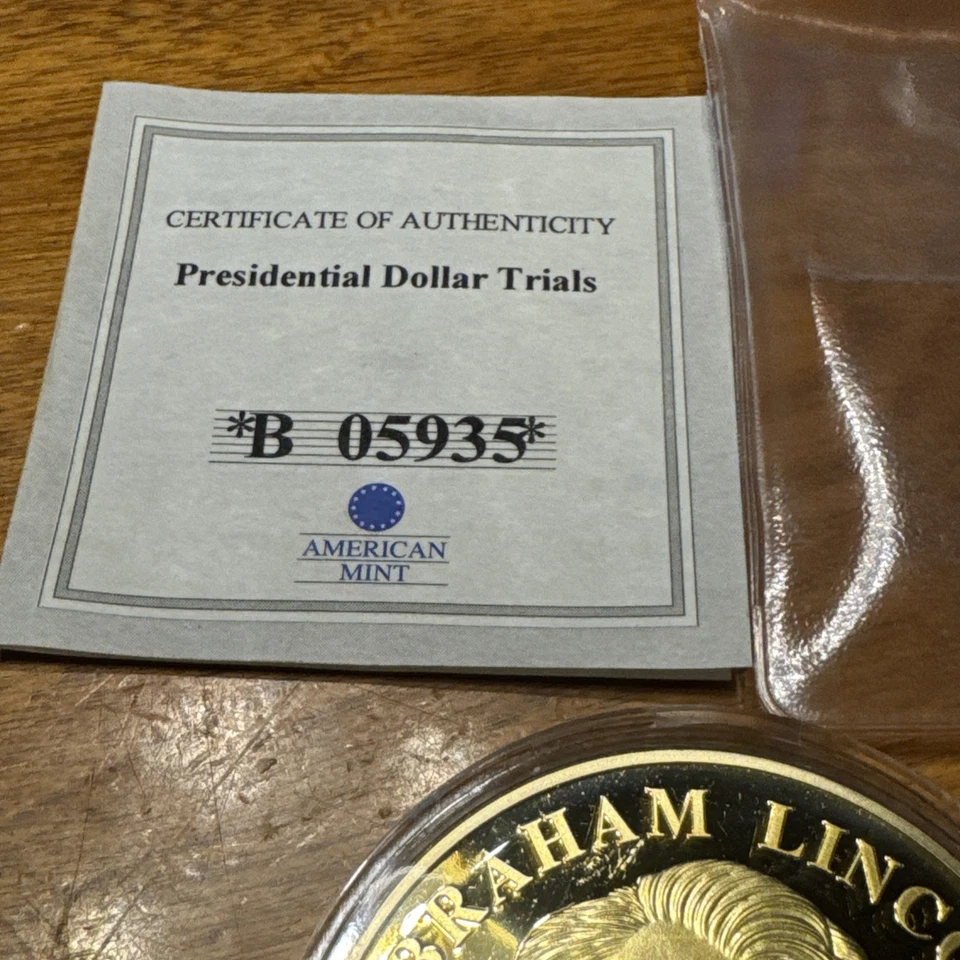 CERTIFICATE OF AUTHENTICITY
Presidential Dollar Trials
*B 05935*
AMERICAN
MINT
BRAHAM LINC